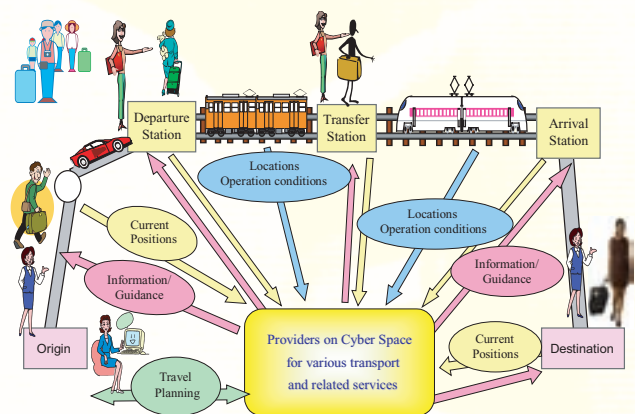 Departure
Station
Transfer
Station
Arrival
Station
Locations
Operation conditions
Locations
Operation conditions
Current
Positions
Information/
Guidance
Information/
Guidance
Origin
Providers on Cyber Space
for various transport
and related services
Current
Positions
Destination
Travel
Planning